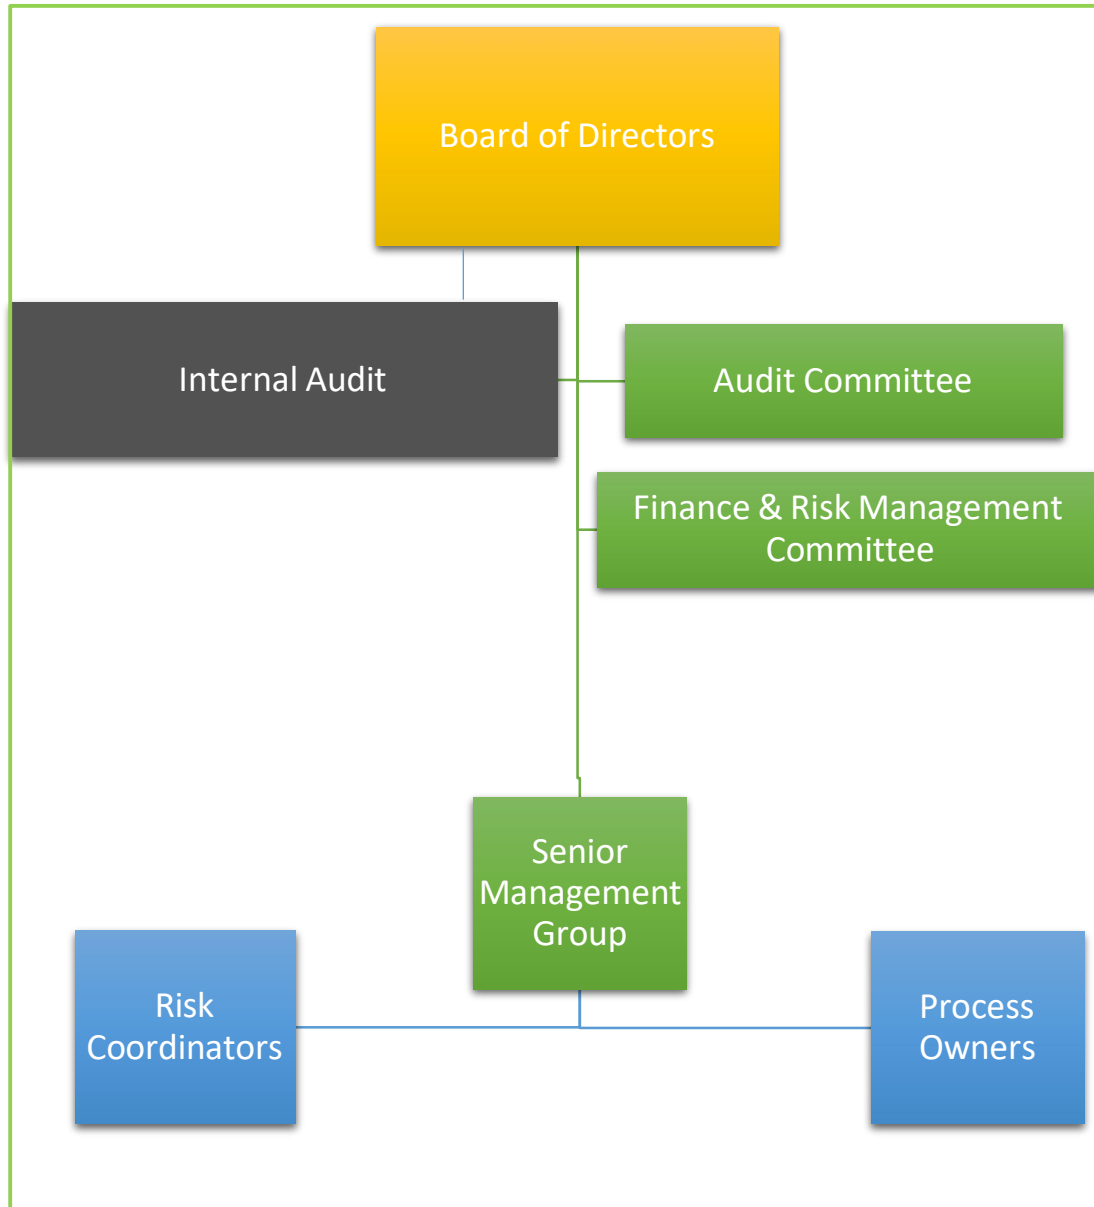 Board of Directors
Internal Audit
Audit Committee
Finance & Risk Management
Committee
Senior
Management
Group
Risk
Coordinators
Process
Owners